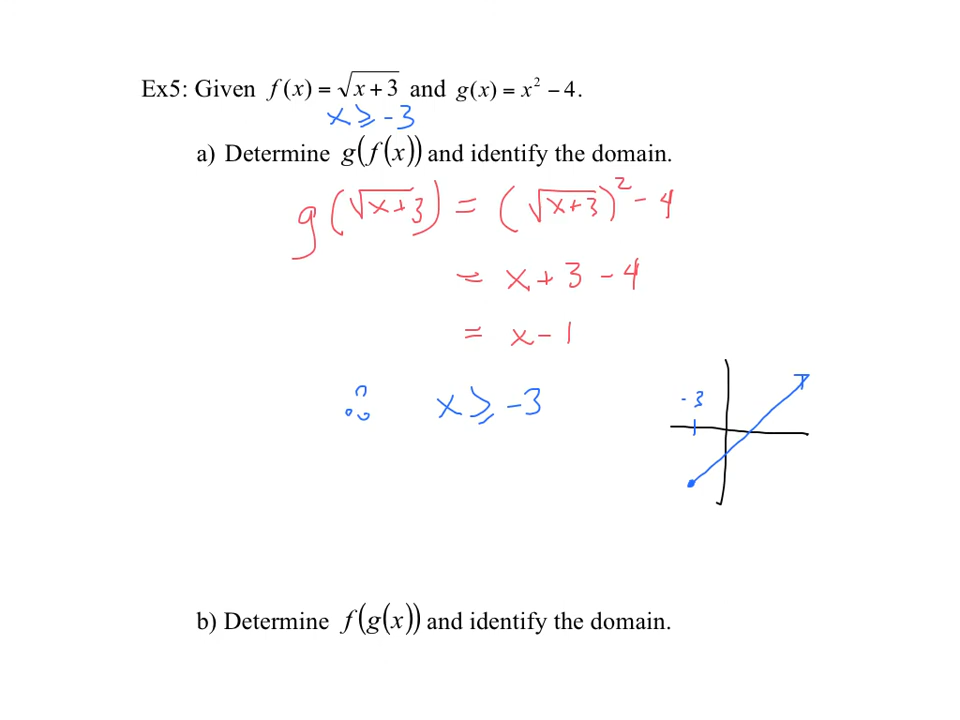 Ex5: Given f(x) = √(x+3) and g(x) = x² − 4.
x ≥ -3
a) Determine g(f(x)) and identify the domain.
g(√(x+3)) = (√(x+3))² - 4
= x + 3 - 4
= x - 1
∴ x ≥ -3
-3
b) Determine f(g(x)) and identify the domain.